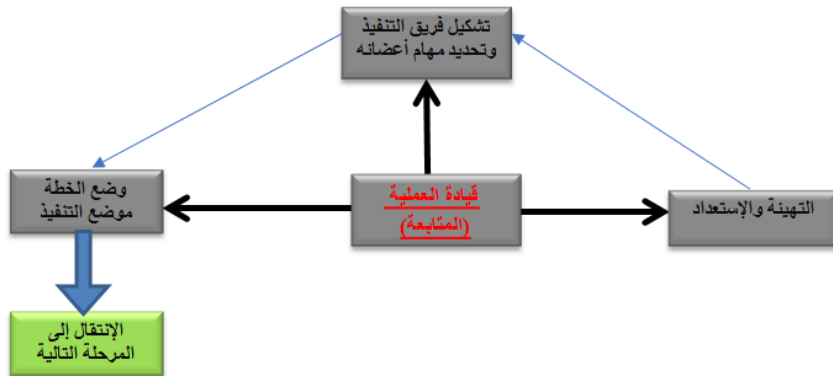 تشكيل فريق التنفيذ
وتحديد مهام أعضائه
التهيئة والإستعداد
قيادة العملية
(المتابعة)
وضع الخطة
موضع التنفيذ
الإنتقال إلى
المرحلة التالية